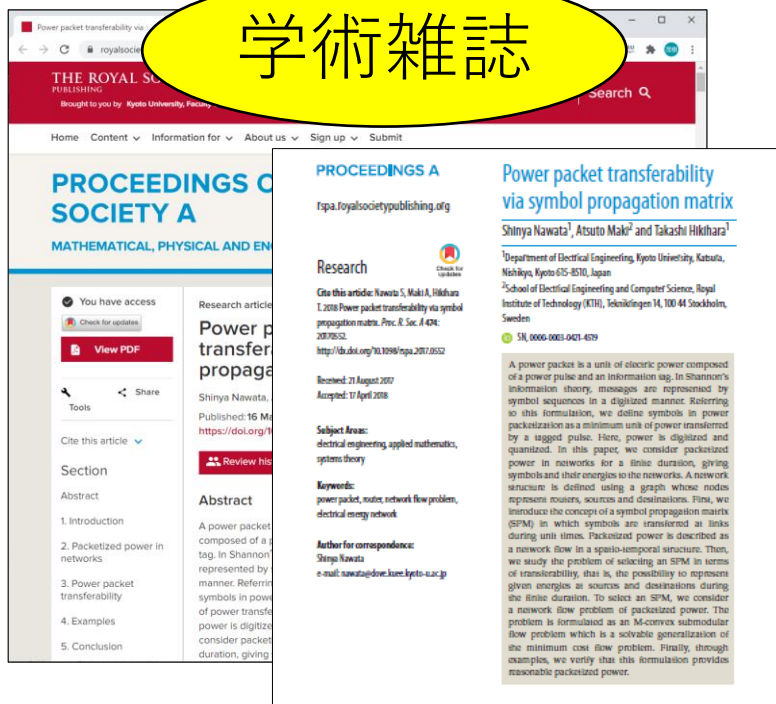 学術雑誌
Power packet transferability via
royalsocie
THE ROYAL SO
PUBLISHING
Brought to you by Kyoto University, Faculty
Search
Home Content Information for About us Sign up Submit
PROCEEDINGS O
SOCIETY A
MATHEMATICAL, PHYSICAL AND EN
You have access
Check for updates
View PDF
Tools
Share
Cite this article
Section
Abstract
1. Introduction
2. Packetized power in
networks
3. Power packet
transferability
4. Examples
5. Conclusion
Research article
Power p
transfera
propaga
Shinya Nawata,
Published: 16 Ma
https://doi.org/1
Review his
Abstract
A power packet
composed of a p
tag. In Shannon'
represented by s
manner. Referrin
symbols in powe
of power transfe
power is digitize
consider packet
duration, giving
PROCEEDINGS A
rspa.royalsocietypublishing.org
Research
Check for
updates
Cite this article: Nawata S, Maki A, Hikihara
T. 2018 Power packet transferability via symbol
propagation matrix. Proc. R. Soc. A 474:
20170552.
http://dx.doi.org/10.1098/rspa.2017.0552
Received: 21 August 2017
Accepted: 17 April 2018
Subject Areas:
electrical engineering, applied mathematics,
systems theory
Keywords:
power packet, router, network flow problem,
electrical energy network
Author for correspondence:
Shinya Nawata
e-mail: nawata@dove.kuee.kyoto-u.ac.jp
Power packet transferability
via symbol propagation matrix
Shinya Nawata1, Atsuto Maki2 and Takashi Hikihara1
1Department of Electrical Engineering, Kyoto University, Katsura,
Nishikyo, Kyoto 615-8510, Japan
2School of Electrical Engineering and Computer Science, Royal
Institute of Technology (KTH), Teknikringen 14, 100 44 Stockholm,
Sweden
SN, 0000-0003-0421-4519
A power packet is a unit of electric power composed
of a power pulse and an information tag. In Shannon's
information theory, messages are represented by
symbol sequences in a digitized manner. Referring
to this formulation, we define symbols in power
packetization as a minimum unit of power transferred
by a tagged pulse. Here, power is digitized and
quantized. In this paper, we consider packetized
power in networks for a finite duration, giving
symbols and their energies to the networks. A network
structure is defined using a graph whose nodes
represent routers, sources and destinations. First, we
introduce the concept of a symbol propagation matrix
(SPM) in which symbols are transferred at links
during unit times. Packetized power is described as
a network flow in a spatio-temporal structure. Then,
we study the problem of selecting an SPM in terms
of transferability, that is, the possibility to represent
given energies at sources and destinations during
the finite duration. To select an SPM, we consider
a network flow problem of packetized power. The
problem is formulated as an M-convex submodular
flow problem which is a solvable generalization of
the minimum cost flow problem. Finally, through
examples, we verify that this formulation provides
reasonable packetized power.